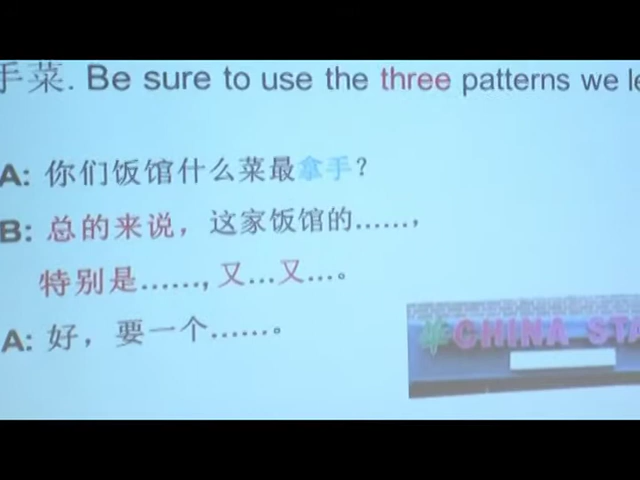 手菜. Be sure to use the three patterns we le
A: 你们饭馆什么菜最拿手？
B: 总的来说，这家饭馆的……，
特别是……, 又…又…。
A: 好，要一个……。
CHINA STA